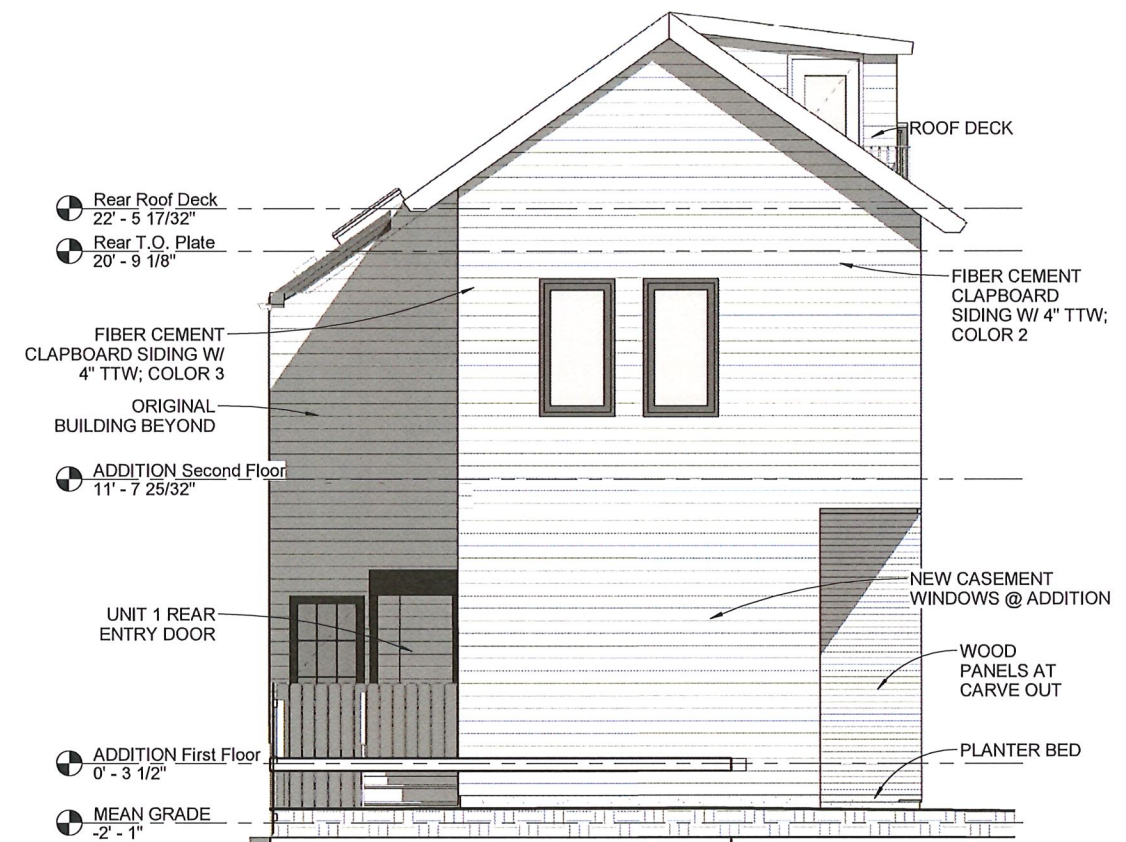 ROOF DECK
Rear Roof Deck
22' - 5 17/32"
Rear T.O. Plate
20' - 9 1/8"
FIBER CEMENT
CLAPBOARD
SIDING W/ 4" TTW;
COLOR 2
FIBER CEMENT
CLAPBOARD SIDING W/
4" TTW; COLOR 3
ORIGINAL
BUILDING BEYOND
ADDITION Second Floor
11' - 7 25/32"
NEW CASEMENT
WINDOWS @ ADDITION
UNIT 1 REAR
ENTRY DOOR
WOOD
PANELS AT
CARVE OUT
ADDITION First Floor
0' - 3 1/2"
PLANTER BED
MEAN GRADE
-2' - 1"